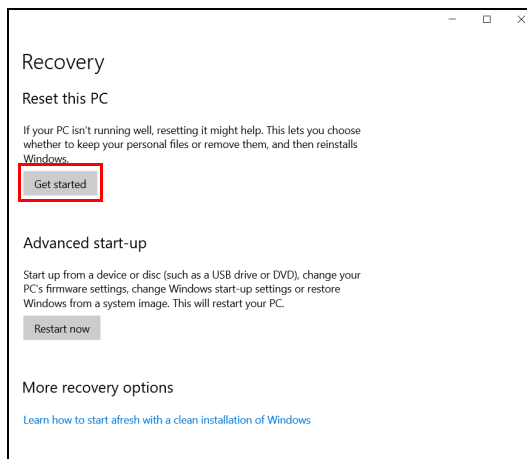 Recovery
Reset this PC
If your PC isn't running well, resetting it might help. This lets you choose
whether to keep your personal files or remove them, and then reinstalls
Windows.
Get started
Advanced start-up
Start up from a device or disc (such as a USB drive or DVD), change your
PC's firmware settings, change Windows start-up settings or restore
Windows from a system image. This will restart your PC.
Restart now
More recovery options
Learn how to start afresh with a clean installation of Windows